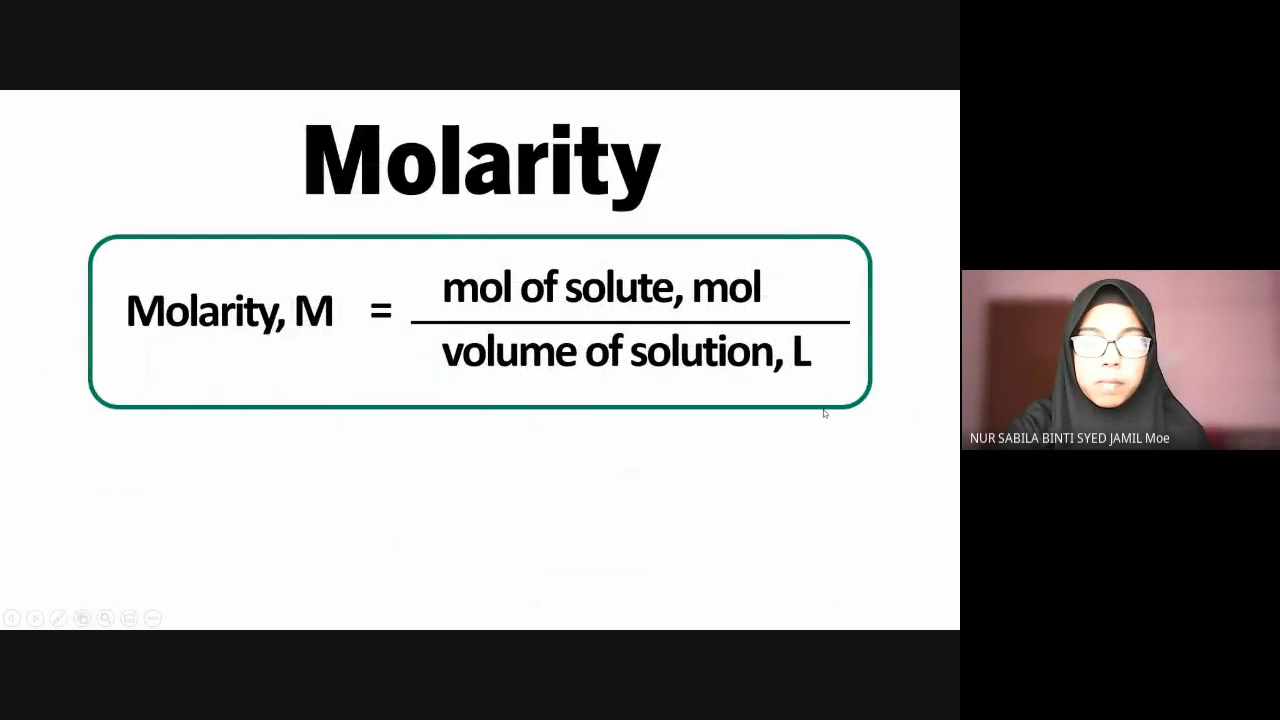 Molarity
mol of solute, mol
Molarity, M =
volume of solution, L
NUR SABILA BINTI SYED JAMIL Moe